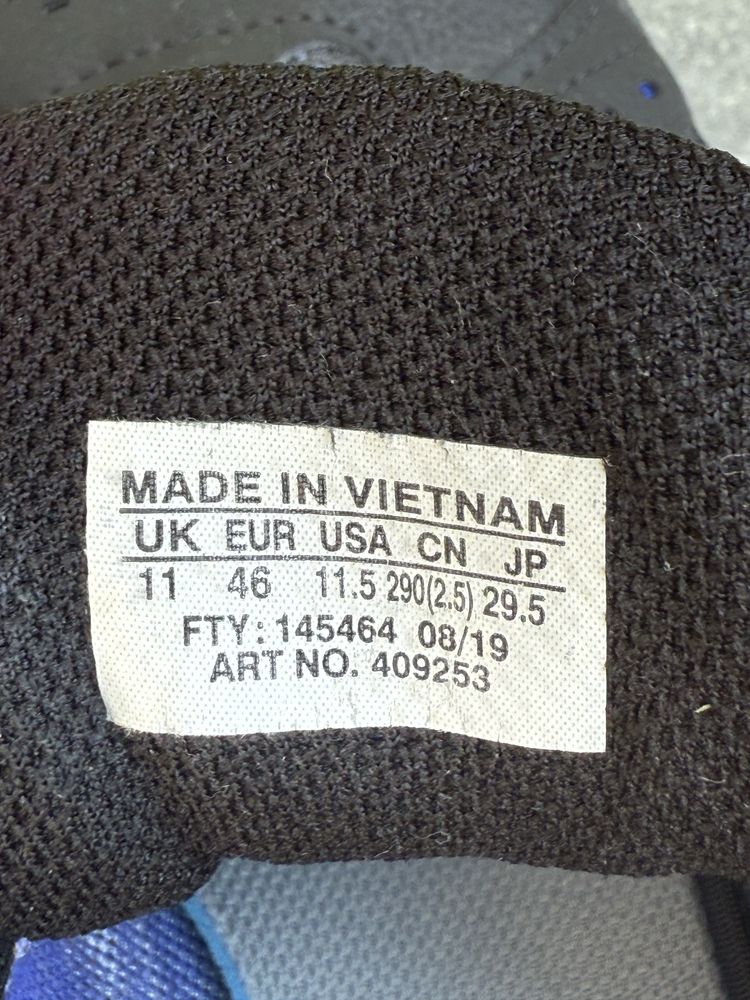 MADE IN VIETNAM
UK EUR USA CN JP
11 46 11.5 290(2.5) 29.5
FTY: 145464 08/19
ART NO. 409253